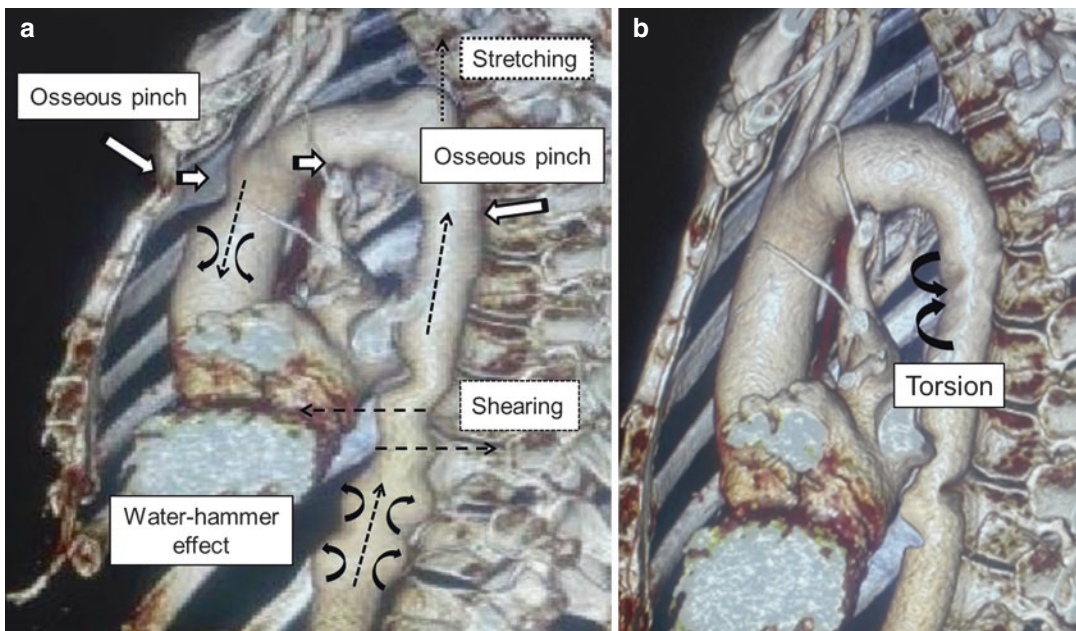 a
Stretching
Osseous pinch
Osseous pinch
Shearing
Water-hammer
effect
b
Torsion